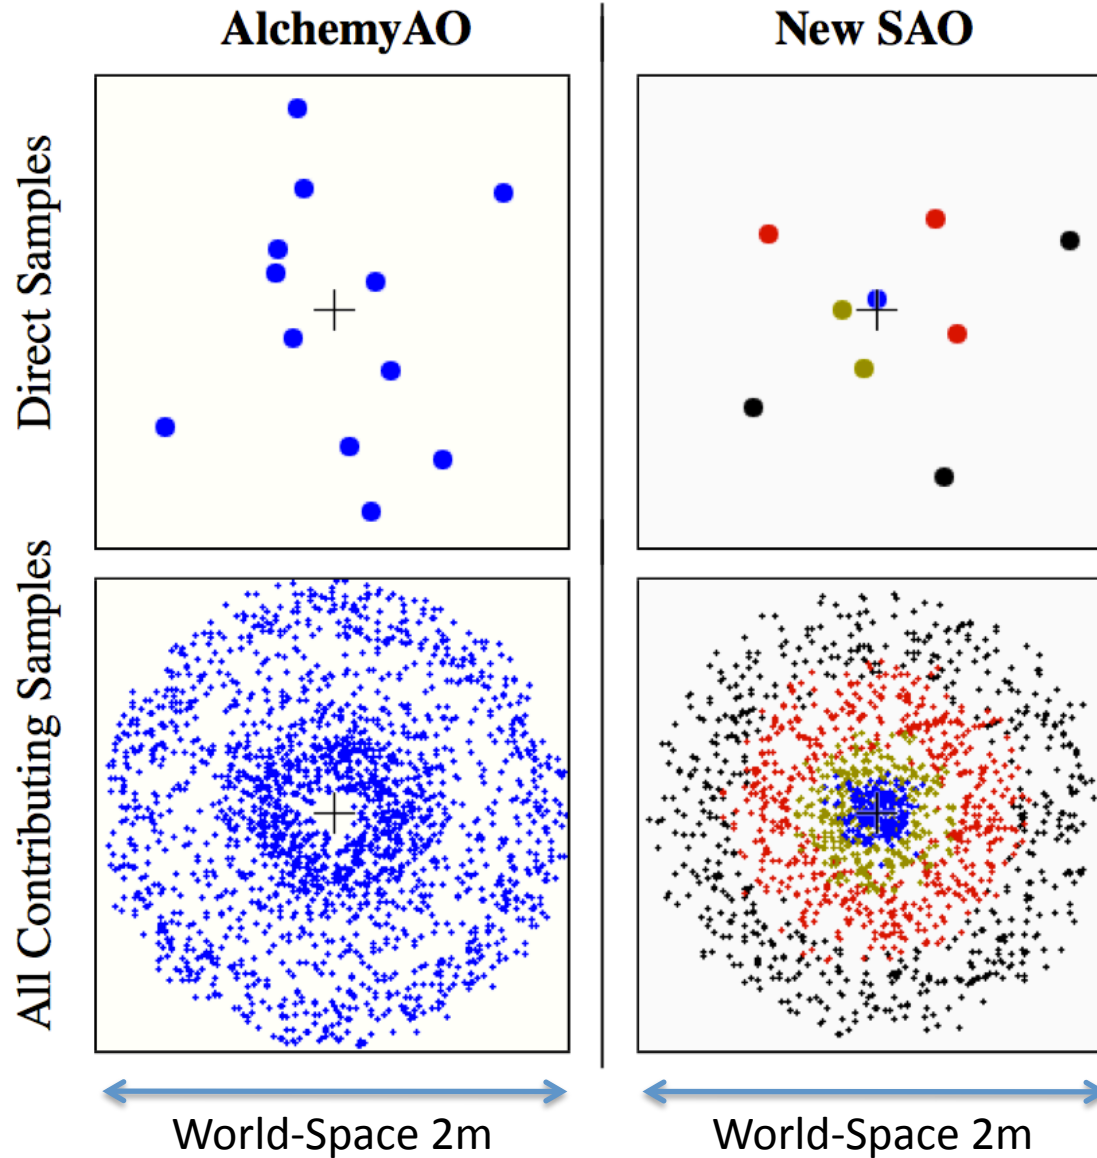 AlchemyAO
New SAO
Direct Samples
All Contributing Samples
World-Space 2m
World-Space 2m